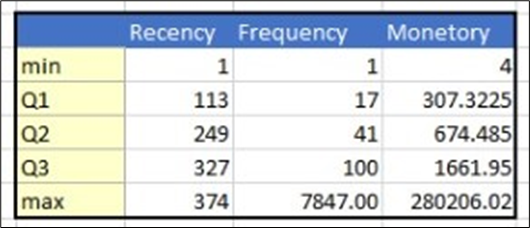 Recency Frequency Monetory
min 1 1 4
Q1 113 17 307.3225
Q2 249 41 674.485
Q3 327 100 1661.95
max 374 7847.00 280206.02